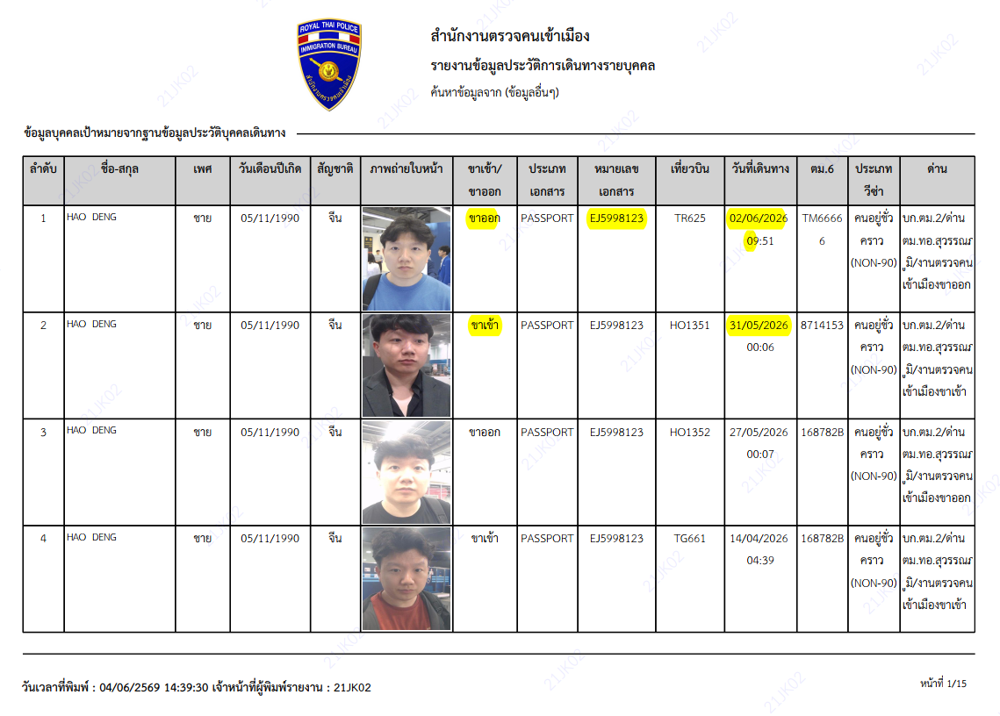 ROYAL THAI POLICE
IMMIGRATION BUREAU
สำนักงานตรวจคนเข้าเมือง
สำนักงานตรวจคนเข้าเมือง
รายงานข้อมูลประวัติการเดินทางรายบุคคล
ค้นหาข้อมูลจาก (ข้อมูลอื่นๆ)
ข้อมูลบุคคลเป้าหมายจากฐานข้อมูลประวัติบุคคลเดินทาง
ลำดับ ชื่อ-สกุล เพศ วันเดือนปีเกิด สัญชาติ ภาพถ่ายใบหน้า ขาเข้า/ ประเภท หมายเลข เที่ยวบิน วันที่เดินทาง ตม.6 ประเภท ด่าน
ขาออก เอกสาร เอกสาร วีซ่า
1 HAO DENG ชาย 05/11/1990 จีน ขาออก PASSPORT EJ5998123 TR625 02/06/2026 TM6666 คนอยู่ชั่ว บก.ตม.2/ด่าน
09:51 6 คราว ตม.ทอ.สุวรรณภ
(NON-90) ูมิ/งานตรวจคน
เข้าเมืองขาออก
2 HAO DENG ชาย 05/11/1990 จีน ขาเข้า PASSPORT EJ5998123 HO1351 31/05/2026 8714153 คนอยู่ชั่ว บก.ตม.2/ด่าน
00:06 คราว ตม.ทอ.สุวรรณภ
(NON-90) ูมิ/งานตรวจคน
เข้าเมืองขาเข้า
3 HAO DENG ชาย 05/11/1990 จีน ขาออก PASSPORT EJ5998123 HO1352 27/05/2026 168782B คนอยู่ชั่ว บก.ตม.2/ด่าน
00:07 คราว ตม.ทอ.สุวรรณภ
(NON-90) ูมิ/งานตรวจคน
เข้าเมืองขาออก
4 HAO DENG ชาย 05/11/1990 จีน ขาเข้า PASSPORT EJ5998123 TG661 14/04/2026 168782B คนอยู่ชั่ว บก.ตม.2/ด่าน
04:39 คราว ตม.ทอ.สุวรรณภ
(NON-90) ูมิ/งานตรวจคน
เข้าเมืองขาเข้า
วันเวลาที่พิมพ์ : 04/06/2569 14:39:30 เจ้าหน้าที่ผู้พิมพ์รายงาน : 21JK02
หน้าที่ 1/15
21JK02